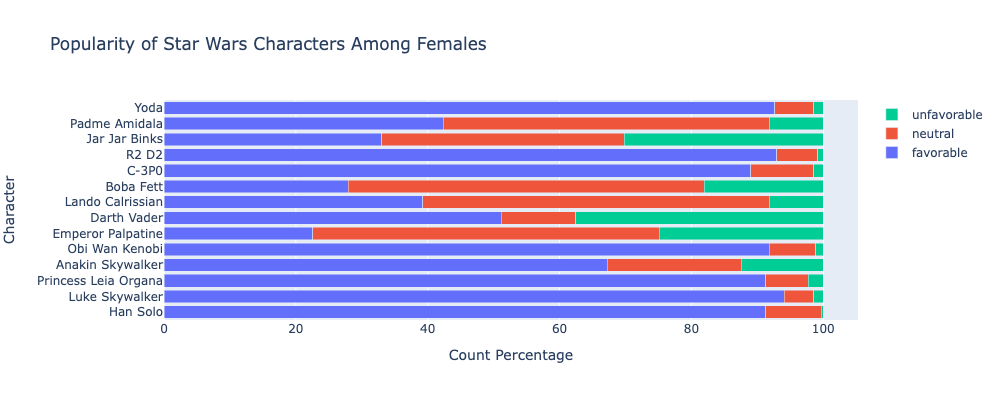 Popularity of Star Wars Characters Among Females
Yoda
Padme Amidala
Jar Jar Binks
R2 D2
C-3P0
Boba Fett
Lando Calrissian
Darth Vader
Emperor Palpatine
Obi Wan Kenobi
Anakin Skywalker
Princess Leia Organa
Luke Skywalker
Han Solo
Character
0 20 40 60 80 100
Count Percentage
unfavorable
neutral
favorable